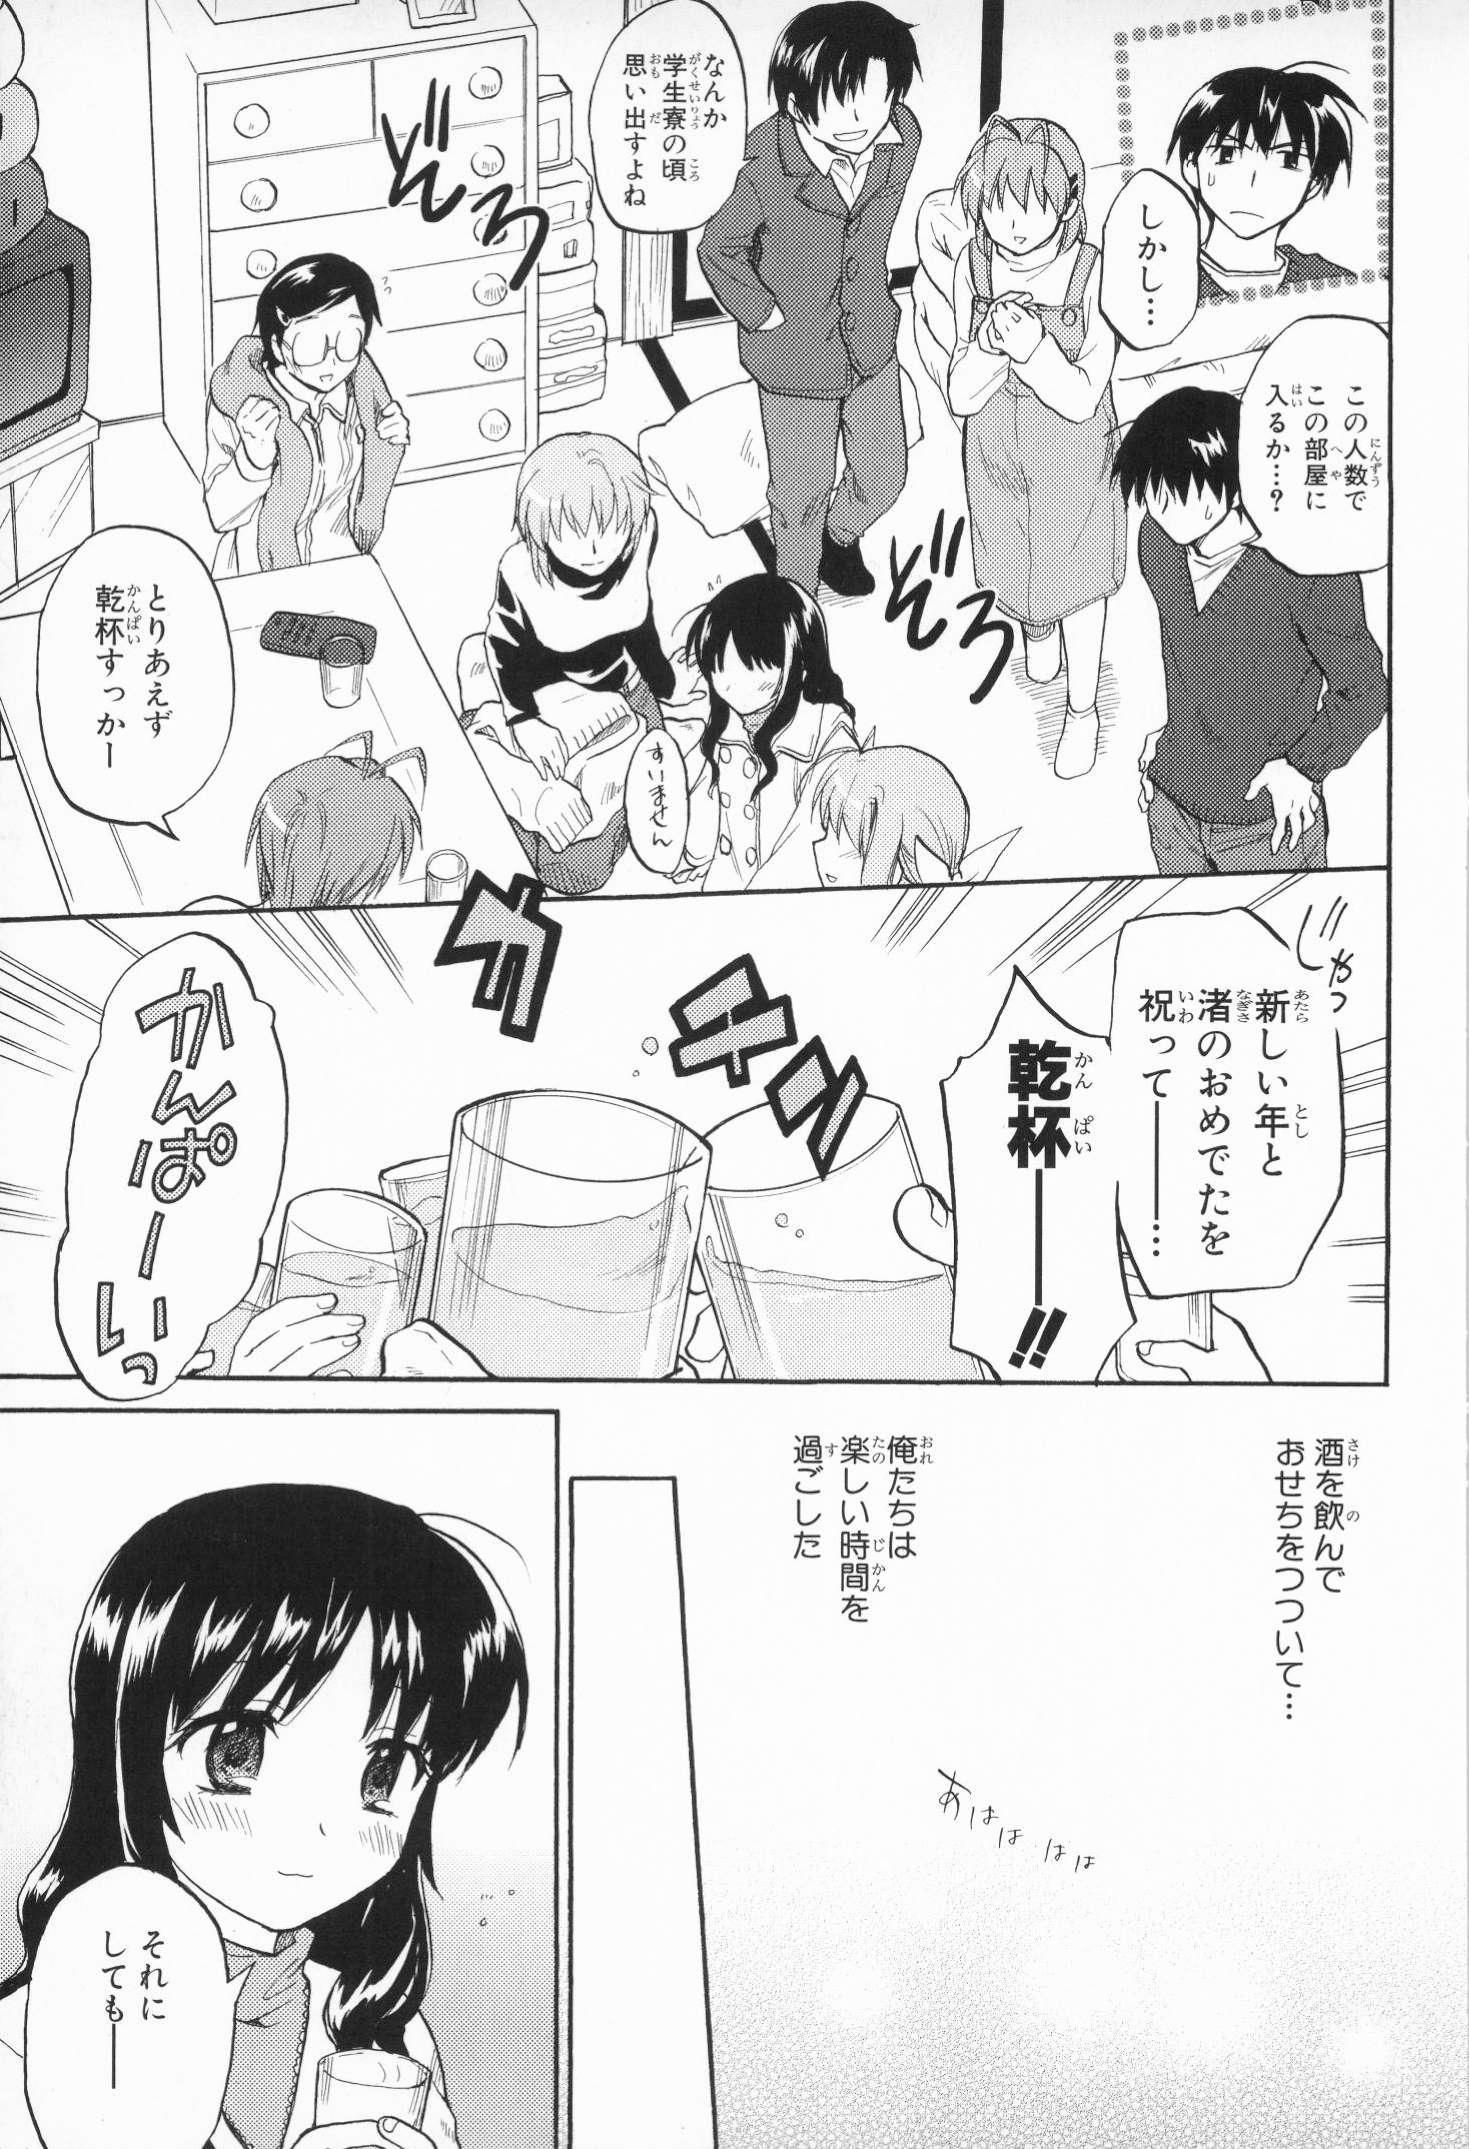 しかし…
この人数で
この部屋に
入るか…？
なんか
学生寮の頃
思い出すよね
ぞろ
ぞろ
すいません
とりあえず
乾杯すっかー
じゃっ
新しい年と
渚のおめでたを
祝って――…
乾杯――!!
かんぱーいっ
酒を飲んで
おせちをつついて…
俺たちは
楽しい時間を
過ごした
あはは はは
それに
しても――